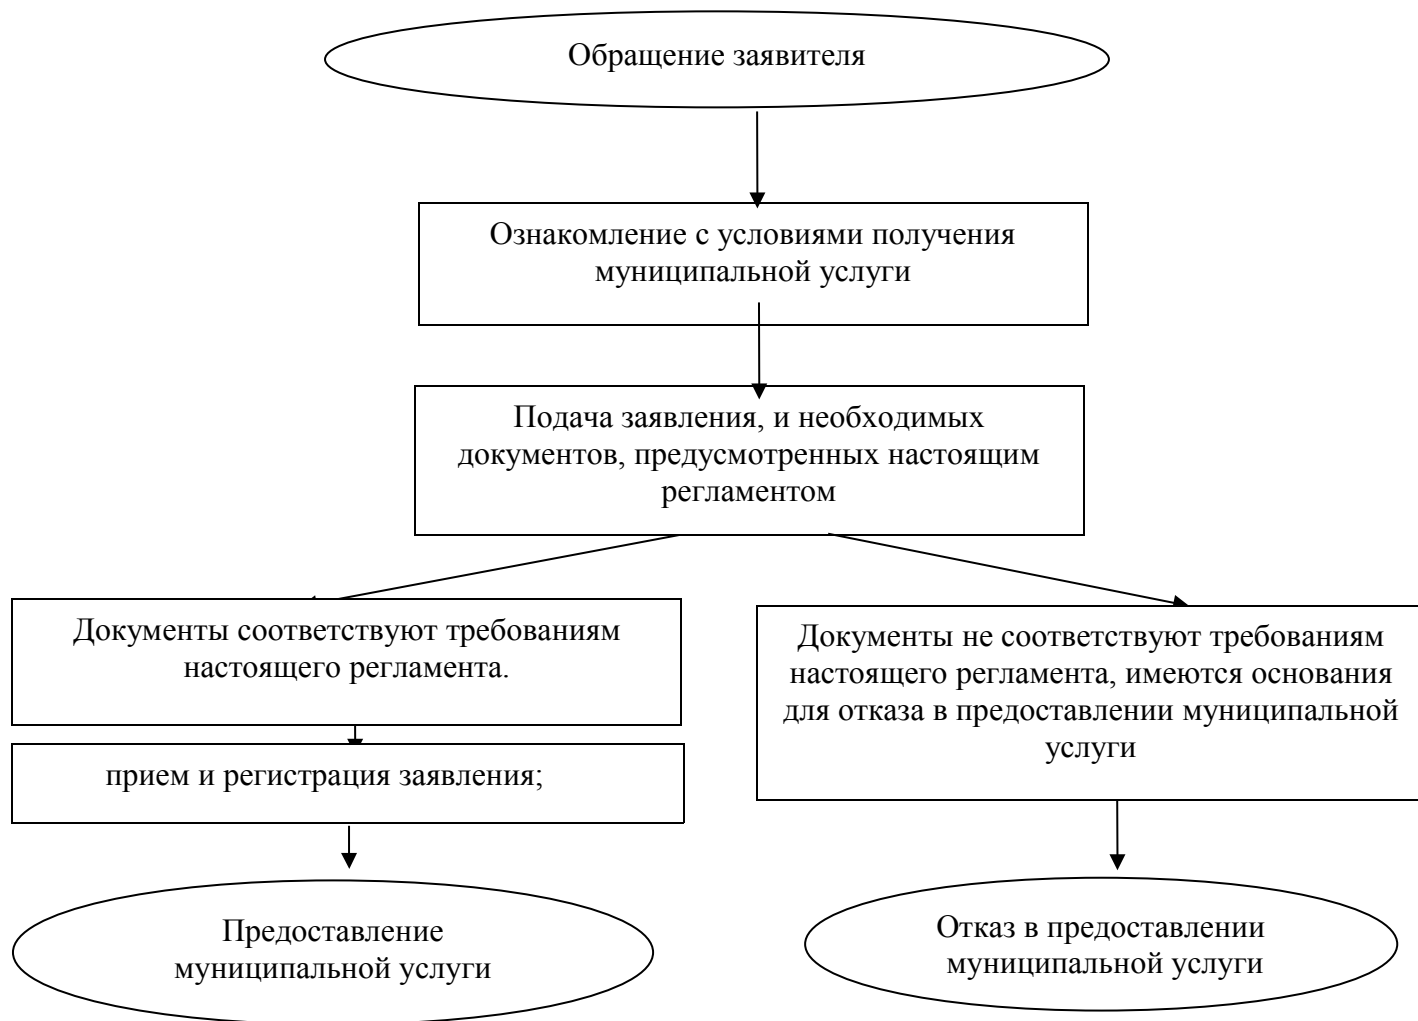 Обращение заявителя
Ознакомление с условиями получения
муниципальной услуги
Подача заявления, и необходимых
документов, предусмотренных настоящим
регламентом
Документы соответствуют требованиям
настоящего регламента.
Документы не соответствуют требованиям
настоящего регламента, имеются основания
для отказа в предоставлении муниципальной
услуги
прием и регистрация заявления;
Предоставление
муниципальной услуги
Отказ в предоставлении
муниципальной услуги